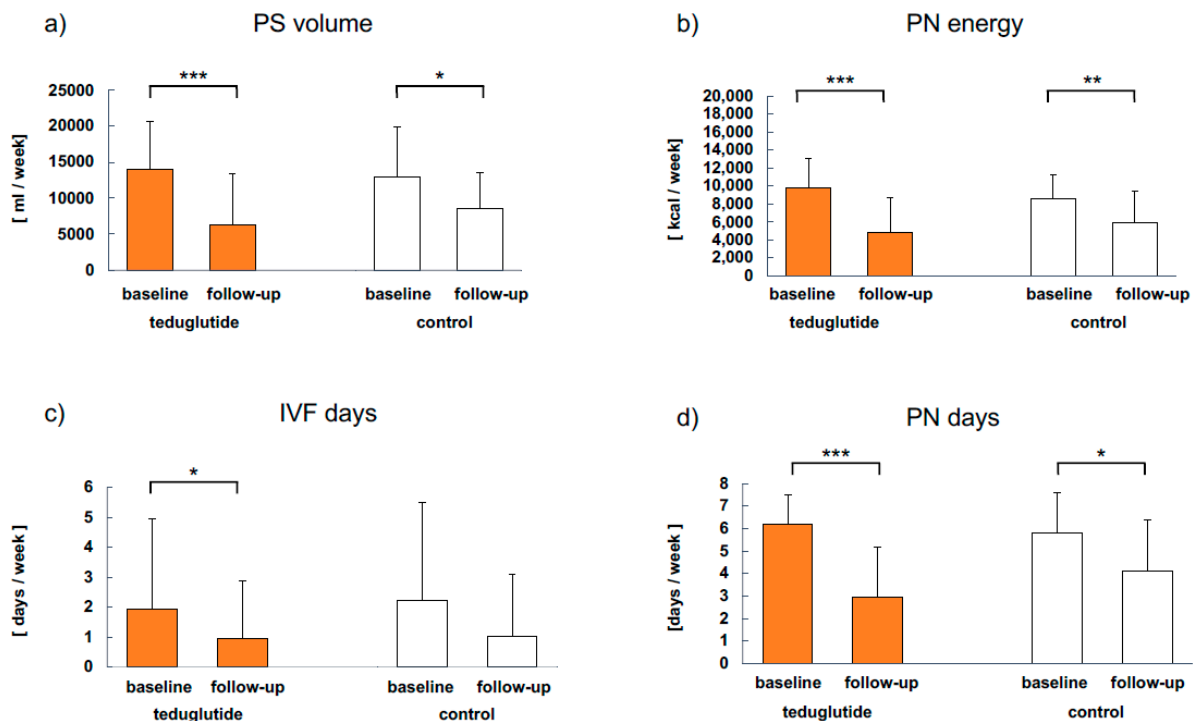 a) PS volume
***
*
25000
20000
15000
10000
5000
0
[ ml / week]
baseline follow-up baseline follow-up
teduglutide control
b) PN energy
***
**
20,000
18,000
16,000
14,000
12,000
10,000
8,000
6,000
4,000
2,000
0
[ kcal / week]
baseline follow-up baseline follow-up
teduglutide control
c) IVF days
*
6
5
4
3
2
1
0
[ days / week ]
baseline follow-up baseline follow-up
teduglutide control
d) PN days
***
*
8
7
6
5
4
3
2
1
0
[days / week ]
baseline follow-up baseline follow-up
teduglutide control